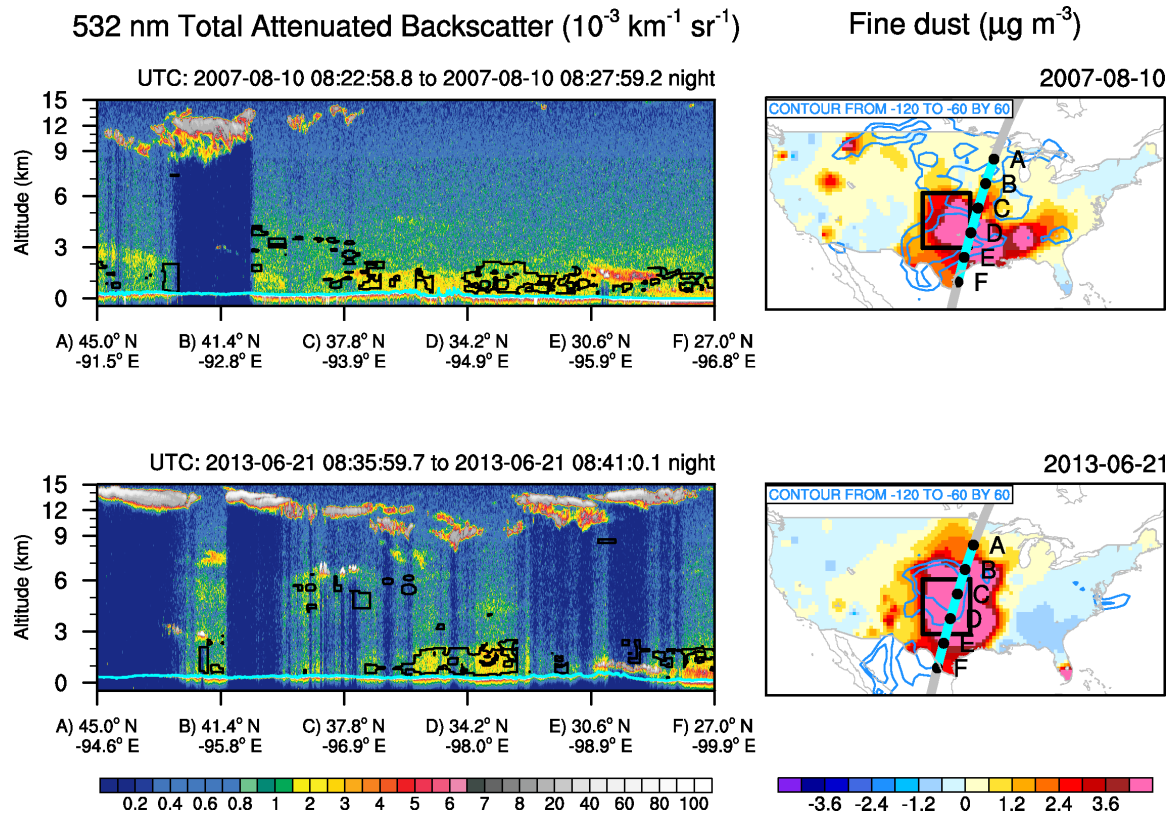 532 nm Total Attenuated Backscatter (10⁻³ km⁻¹ sr⁻¹)
Fine dust (μg m⁻³)
UTC: 2007-08-10 08:22:58.8 to 2007-08-10 08:27:59.2 night
2007-08-10
15
12
9
6
3
0
Altitude (km)
CONTOUR FROM -120 TO -60 BY 60
A
B
C
D
E
F
A) 45.0° N B) 41.4° N C) 37.8° N D) 34.2° N E) 30.6° N F) 27.0° N
-91.5° E -92.8° E -93.9° E -94.9° E -95.9° E -96.8° E
UTC: 2013-06-21 08:35:59.7 to 2013-06-21 08:41:0.1 night
2013-06-21
15
12
9
6
3
0
Altitude (km)
CONTOUR FROM -120 TO -60 BY 60
A
B
C
D
E
F
A) 45.0° N B) 41.4° N C) 37.8° N D) 34.2° N E) 30.6° N F) 27.0° N
-94.6° E -95.8° E -96.9° E -98.0° E -98.9° E -99.9° E
0.2 0.4 0.6 0.8 1 2 3 4 5 6 7 8 20 40 60 80 100
-3.6 -2.4 -1.2 0 1.2 2.4 3.6